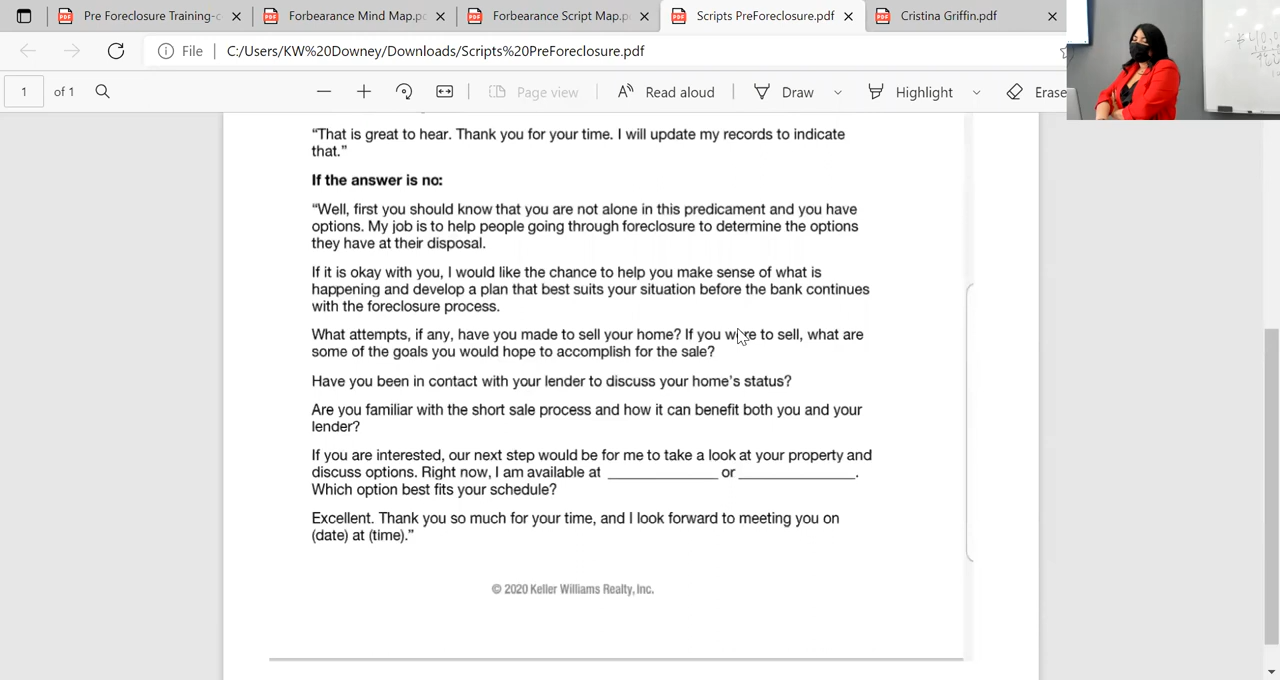 Pre Foreclosure Training-c
Forbearance Mind Map.pc
Forbearance Script Map.p
Scripts PreForeclosure.pdf
Cristina Griffin.pdf
File
C:/Users/KW%20Downey/Downloads/Scripts%20PreForeclosure.pdf
1
of 1
Page view
Read aloud
Draw
Highlight
Erase
“That is great to hear. Thank you for your time. I will update my records to indicate
that.”
If the answer is no:
“Well, first you should know that you are not alone in this predicament and you have
options. My job is to help people going through foreclosure to determine the options
they have at their disposal.
If it is okay with you, I would like the chance to help you make sense of what is
happening and develop a plan that best suits your situation before the bank continues
with the foreclosure process.
What attempts, if any, have you made to sell your home? If you were to sell, what are
some of the goals you would hope to accomplish for the sale?
Have you been in contact with your lender to discuss your home’s status?
Are you familiar with the short sale process and how it can benefit both you and your
lender?
If you are interested, our next step would be for me to take a look at your property and
discuss options. Right now, I am available at ______________ or ______________.
Which option best fits your schedule?
Excellent. Thank you so much for your time, and I look forward to meeting you on
(date) at (time).”
© 2020 Keller Williams Realty, Inc.